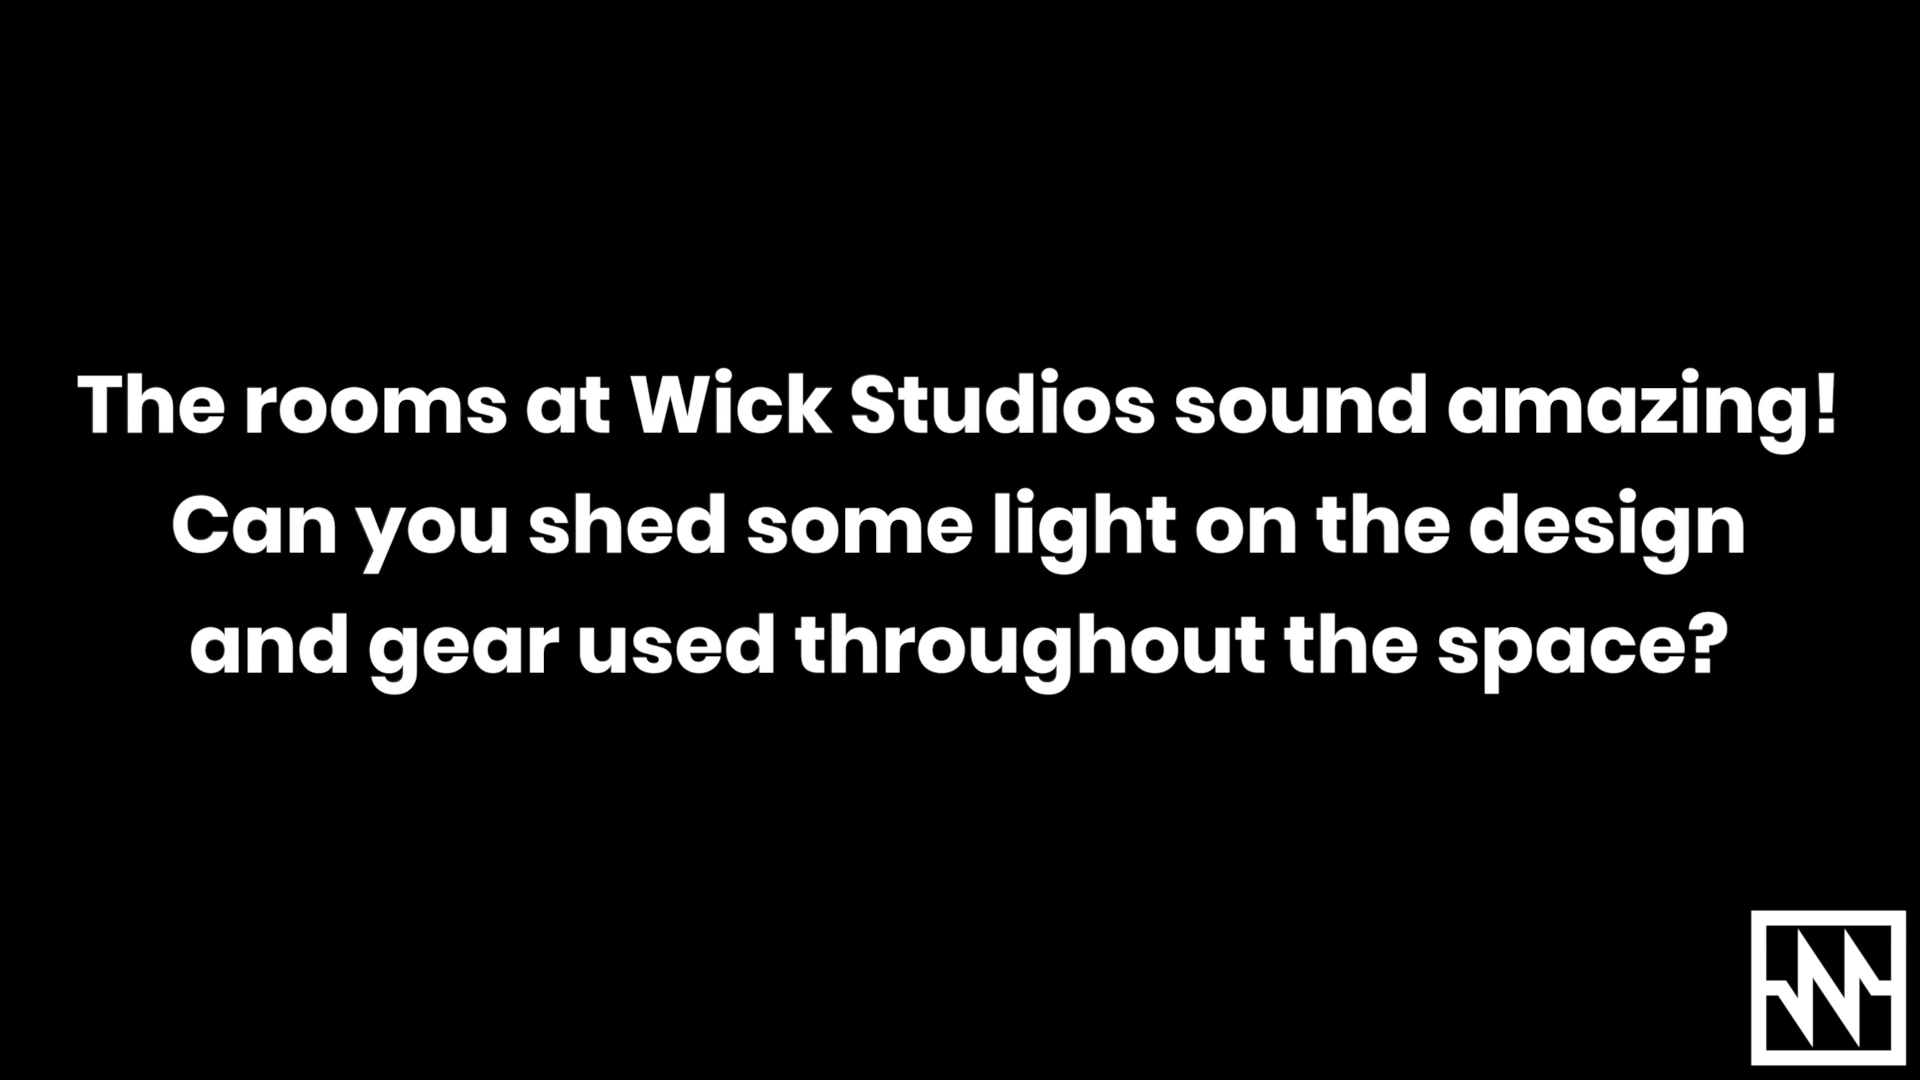 The rooms at Wick Studios sound amazing!
Can you shed some light on the design
and gear used throughout the space?